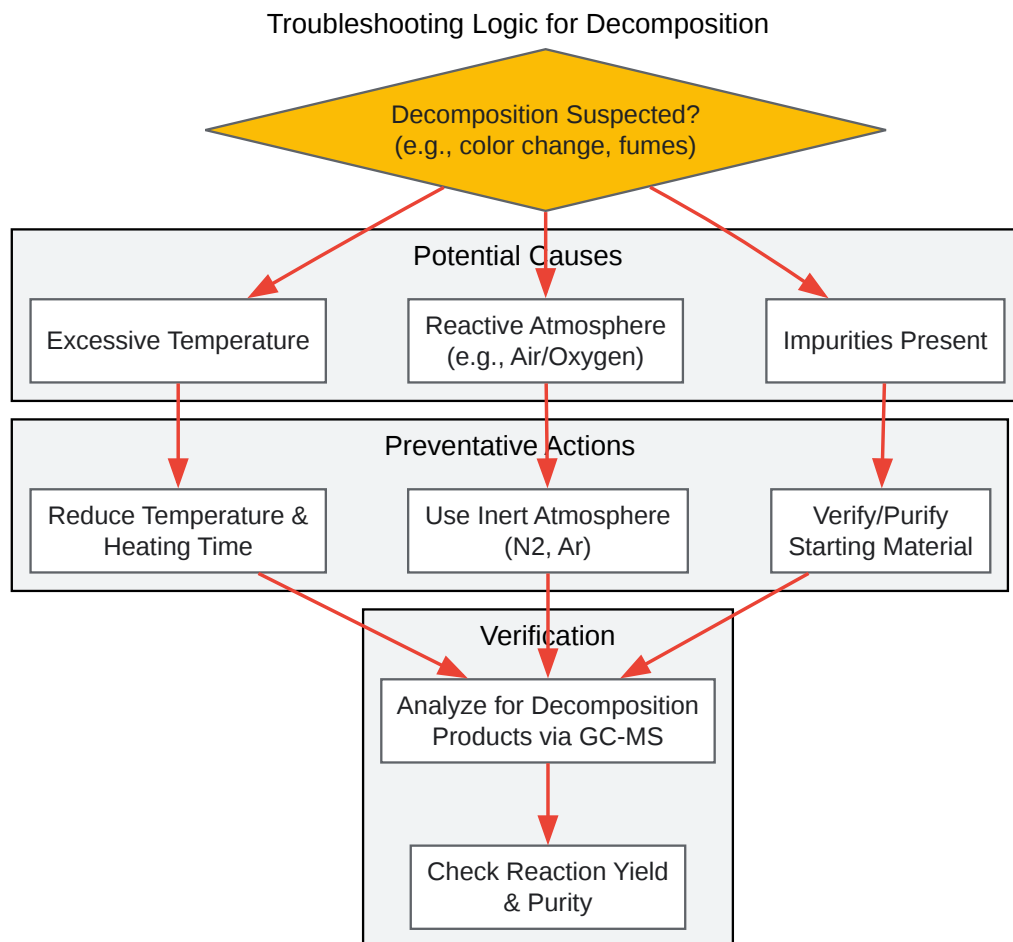 Troubleshooting Logic for Decomposition
Decomposition Suspected?
(e.g., color change, fumes)
Potential Causes
Excessive Temperature
Reactive Atmosphere
(e.g., Air/Oxygen)
Impurities Present
Preventative Actions
Reduce Temperature &
Heating Time
Use Inert Atmosphere
(N2, Ar)
Verify/Purify
Starting Material
Verification
Analyze for Decomposition
Products via GC-MS
Check Reaction Yield
& Purity